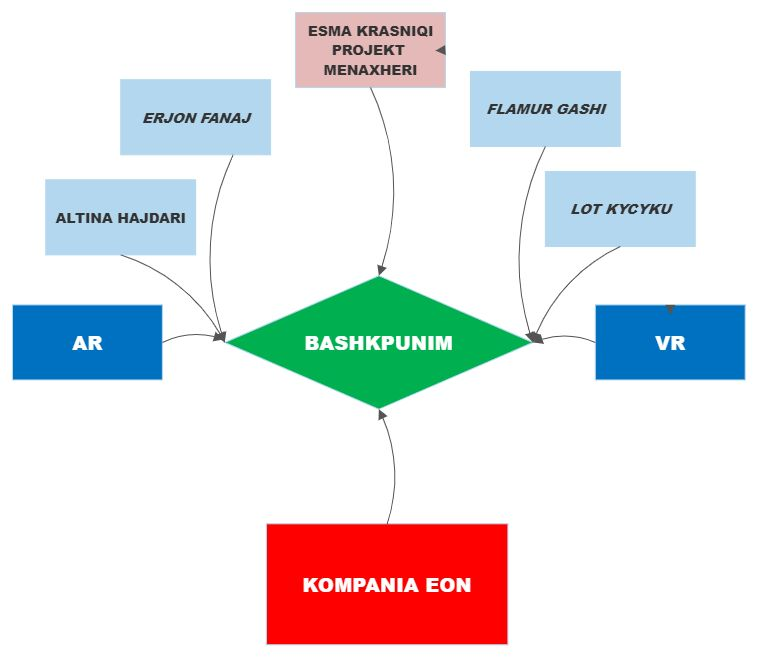 ESMA KRASNIQI
PROJEKT
MENAXHERI
ERJON FANAJ
FLAMUR GASHI
ALTINA HAJDARI
LOT KYCYKU
AR
BASHKPUNIM
VR
KOMPANIA EON